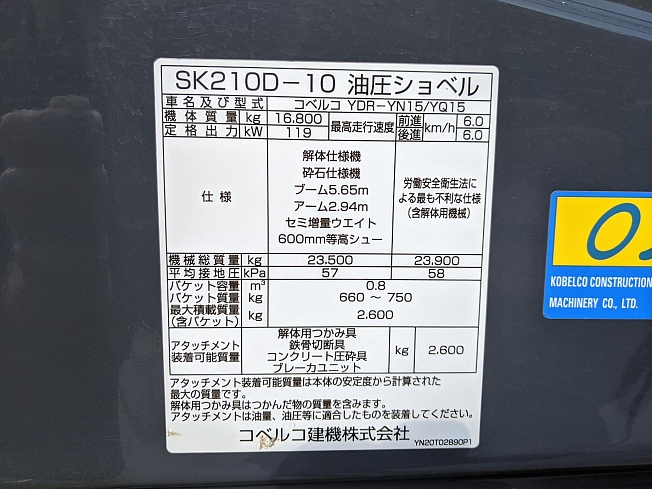 SK210D-10 油圧ショベル
車名及び型式 コベルコ YDR-YN15/YQ15
機体質量 kg 16.800 最高走行速度 前進 km/h 6.0
定格出力 kW 119 後進 6.0
仕様
解体仕様機
砕石仕様機
ブーム5.65m
アーム2.94m
セミ増量ウエイト
600mm等高シュー
労働安全衛生法に
よる最も不利な仕様
(含解体用機械)
機械総質量 kg 23.500 23.900
平均接地圧 kPa 57 58
バケット容量 m³ 0.8
バケット質量 kg 660 ～ 750
最大積載質量
(含バケット) kg 2.600
アタッチメント
装着可能質量
解体用つかみ具
鉄骨切断具
コンクリート圧砕具
ブレーカユニット
kg 2.600
アタッチメント装着可能質量は本体の安定度から計算された
最大の質量です。
解体用つかみ具はつかんだ物の質量を含みます。
アタッチメントは油量、油圧等に適合したものを装着してください。
コベルコ建機株式会社 YN20T02890P1
KOBELCO CONSTRUCTION
MACHINERY CO., LTD.